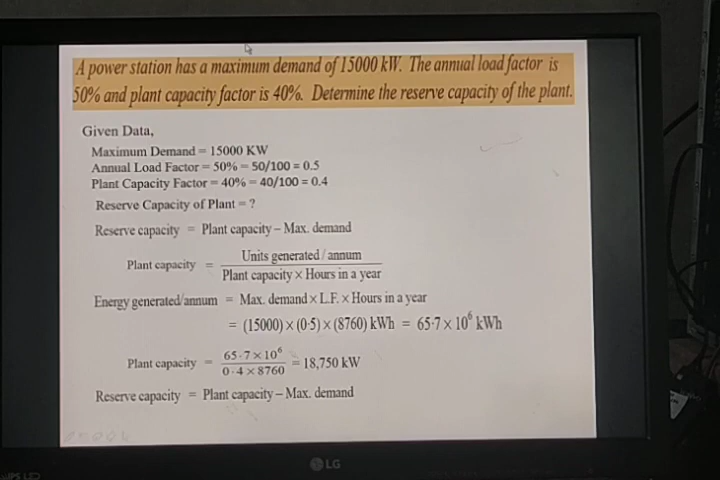 A power station has a maximum demand of 15000 kW. The annual load factor is
50% and plant capacity factor is 40%. Determine the reserve capacity of the plant.
Given Data,
Maximum Demand = 15000 KW
Annual Load Factor = 50% = 50/100 = 0.5
Plant Capacity Factor = 40% = 40/100 = 0.4
Reserve Capacity of Plant = ?
Reserve capacity = Plant capacity – Max. demand
Plant capacity = Units generated / annum
Plant capacity × Hours in a year
Energy generated/annum = Max. demand × L.F. × Hours in a year
= (15000) × (0·5) × (8760) kWh = 65·7 × 10⁶ kWh
Plant capacity = 65·7 × 10⁶
0·4 × 8760 = 18,750 kW
Reserve capacity = Plant capacity – Max. demand
LG